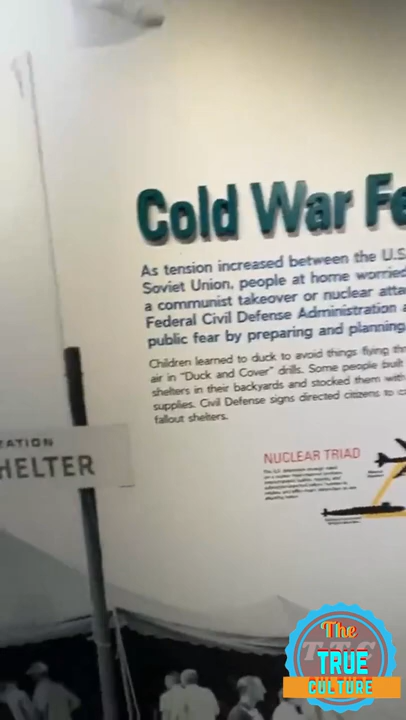 Cold War Fe
As tension increased between the U.S
Soviet Union, people at home worried
a communist takeover or nuclear atta
Federal Civil Defense Administration a
public fear by preparing and planning
Children learned to duck to avoid things flying thr
air in "Duck and Cover" drills. Some people built
shelters in their backyards and stocked them with
supplies. Civil Defense signs directed citizens to
fallout shelters.
TATION
HELTER
NUCLEAR TRIAD
The
TRUE
CULTURE